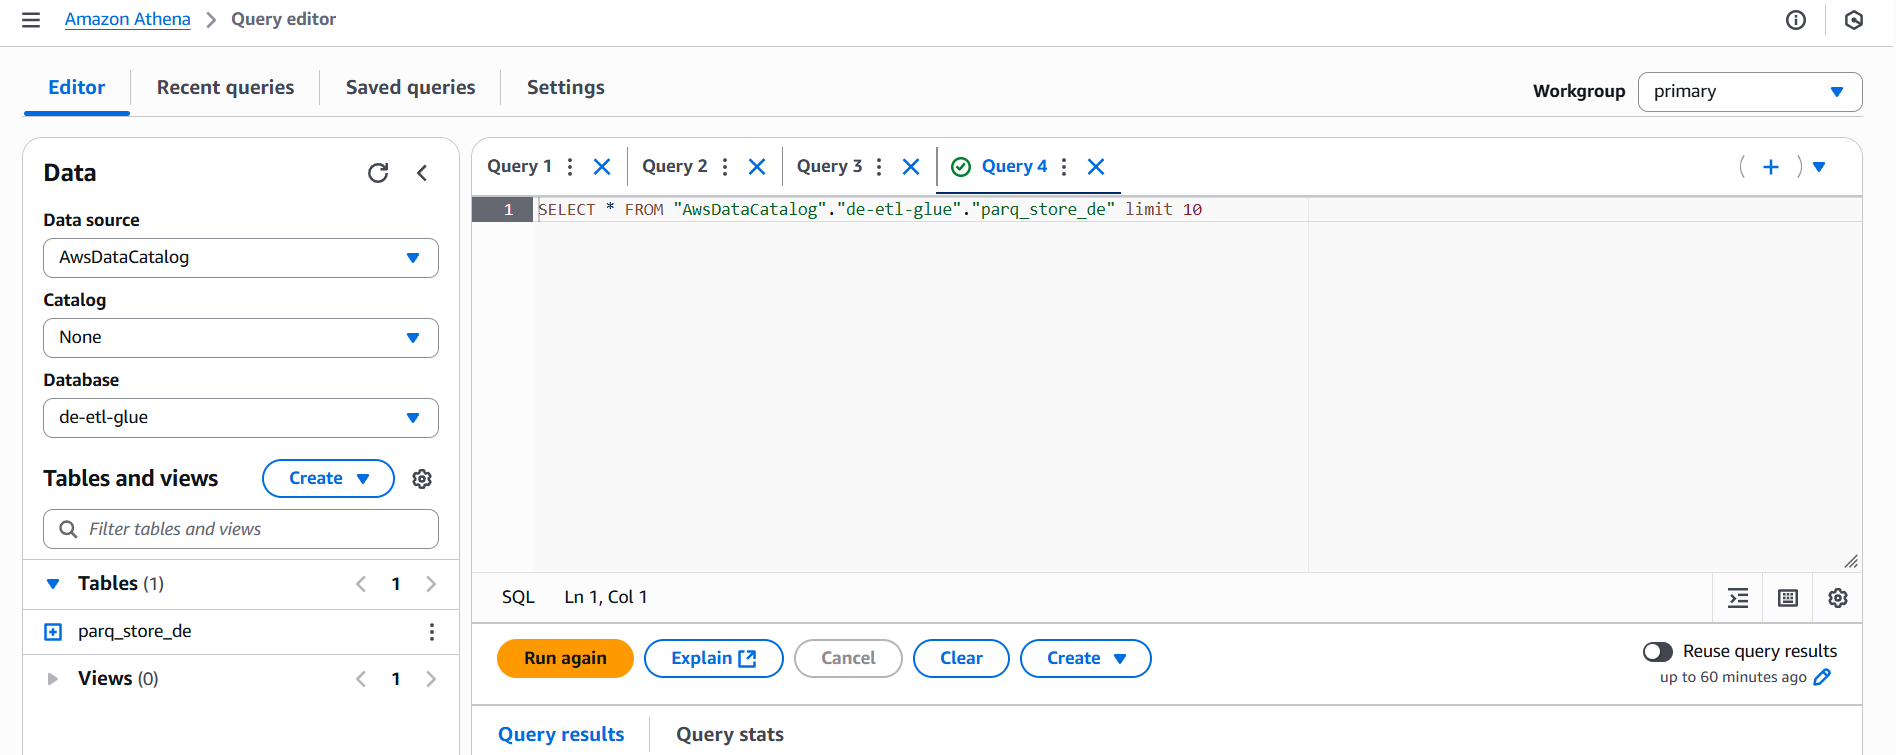 Amazon Athena > Query editor
Editor Recent queries Saved queries Settings
Workgroup primary
Data
Data source
AwsDataCatalog
Catalog
None
Database
de-etl-glue
Tables and views Create
Filter tables and views
Tables (1) < 1 >
parq_store_de
Views (0) < 1 >
Query 1 Query 2 Query 3 Query 4 ( + )
1 SELECT * FROM "AwsDataCatalog"."de-etl-glue"."parq_store_de" limit 10
SQL Ln 1, Col 1
Run again Explain Cancel Clear Create
Reuse query results
up to 60 minutes ago
Query results Query stats